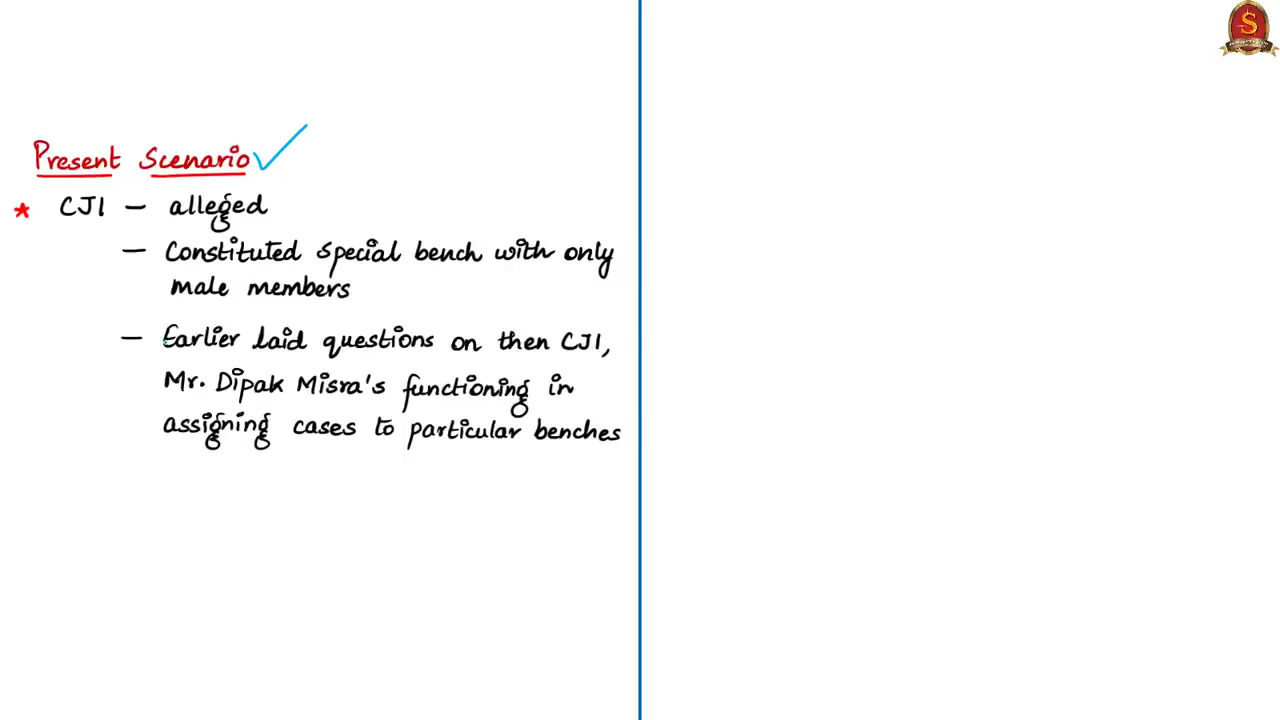 Present Scenario
* CJI - alleged
- Constituted special bench with only
male members
- Earlier laid questions on then CJI,
Mr. Dipak Misra's functioning in
assigning cases to particular benches
S